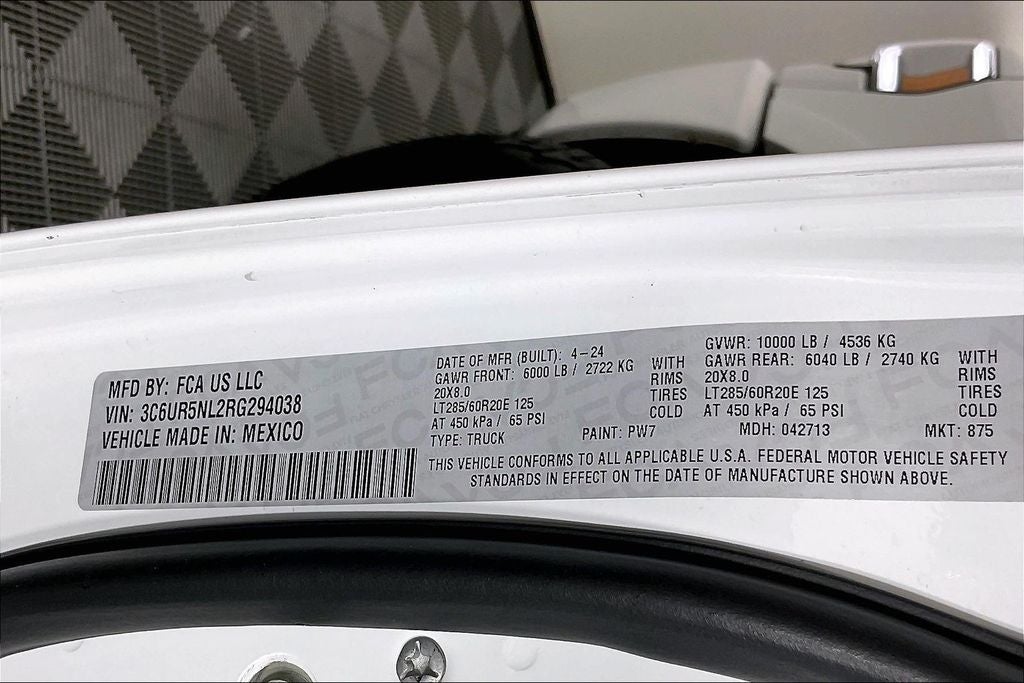 MFD BY: FCA US LLC
VIN: 3C6UR5NL2RG294038
VEHICLE MADE IN: MEXICO
DATE OF MFR (BUILT): 4-24
GAWR FRONT: 6000 LB / 2722 KG WITH
20X8.0 RIMS
LT285/60R20E 125 TIRES
AT 450 kPa / 65 PSI COLD
TYPE: TRUCK PAINT: PW7 MDH: 042713 MKT: 875
GVWR: 10000 LB / 4536 KG
GAWR REAR: 6040 LB / 2740 KG WITH
20X8.0 RIMS
LT285/60R20E 125 TIRES
AT 450 kPa / 65 PSI COLD
THIS VEHICLE CONFORMS TO ALL APPLICABLE U.S.A. FEDERAL MOTOR VEHICLE SAFETY
STANDARDS IN EFFECT ON THE DATE OF MANUFACTURE SHOWN ABOVE.